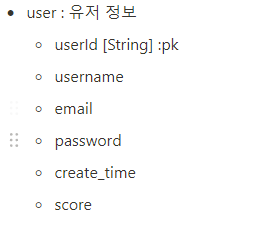 user : 유저 정보
userId [String] :pk
username
email
password
create_time
score